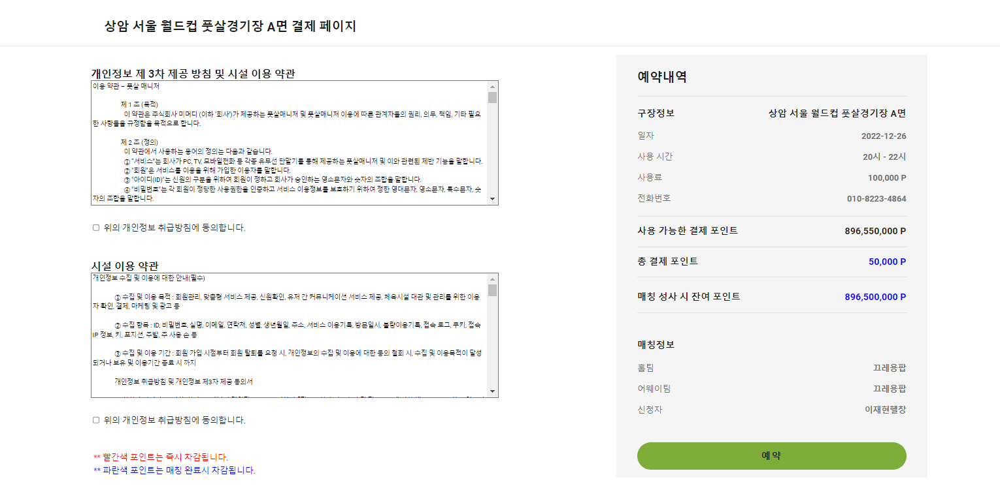 상암 서울 월드컵 풋살경기장 A면 결제 페이지
개인정보 제 3차 제공 방침 및 시설 이용 약관
이용 약관 – 풋살 매니저
제 1 조 (목적)
이 약관은 주식회사 미머디 (이하 '회사')가 제공하는 풋살매니저 및 풋살매니저 이용에 따른 관계자들의 권리, 의무, 책임, 기타 필요
한 사항들을 규정함을 목적으로 합니다.
제 2 조 (정의)
이 약관에서 사용하는 용어의 정의는 다음과 같습니다.
① "서비스"는 회사가 PC, TV, 모바일전화 등 각종 유무선 단말기를 통해 제공하는 풋살매니저 및 이와 관련된 제반 기능을 말합니다.
② "회원"은 서비스를 이용을 위해 가입한 이용자를 말합니다.
③ "아이디(ID)"는 신원의 구분을 위하여 회원이 정하고 회사가 승인하는 영소문자와 숫자의 조합을 말합니다.
④ "비밀번호"는 각 회원이 정당한 사용권한을 인증하고 서비스 이용정보를 보호하기 위하여 정한 영대문자, 영소문자, 특수문자, 숫
자의 조합을 말합니다.
위의 개인정보 취급방침에 동의합니다.
시설 이용 약관
개인정보 수집 및 이용에 대한 안내(필수)
① 수집 및 이용 목적 : 회원관리, 맞춤형 서비스 제공, 신원확인, 유저 간 커뮤니케이션 서비스 제공, 체육시설 대관 및 관리를 위한 이용
자 확인, 결제, 마케팅 및 광고 등
② 수집 항목 : ID, 비밀번호, 실명, 이메일, 연락처, 성별, 생년월일, 주소, 서비스 이용기록, 방문일시, 불량이용기록, 접속 로그, 쿠키, 접속
IP 정보, 키, 포지션, 주발, 주 사용 손 등
③ 수집 및 이용 기간 : 회원 가입 시점부터 회원 탈퇴를 요청 시, 개인정보의 수집 및 이용에 대한 동의 철회 시, 수집 및 이용목적이 달성
되거나 보유 및 이용기간 종료 시 까지
개인정보 취급방침 및 개인정보 제3자 제공 동의서
위의 개인정보 취급방침에 동의합니다.
** 빨간색 포인트는 즉시 차감됩니다.
** 파란색 포인트는 매칭 완료시 차감됩니다.
예약내역
구장정보 상암 서울 월드컵 풋살경기장 A면
일자 2022-12-26
사용 시간 20시 - 22시
사용료 100,000 P
전화번호 010-8223-4864
사용 가능한 결제 포인트 896,550,000 P
총 결제 포인트 50,000 P
매칭 성사 시 잔여 포인트 896,500,000 P
매칭정보
홈팀 끄레용팝
어웨이팀 끄레용팝
신청자 이재현헬창
예약